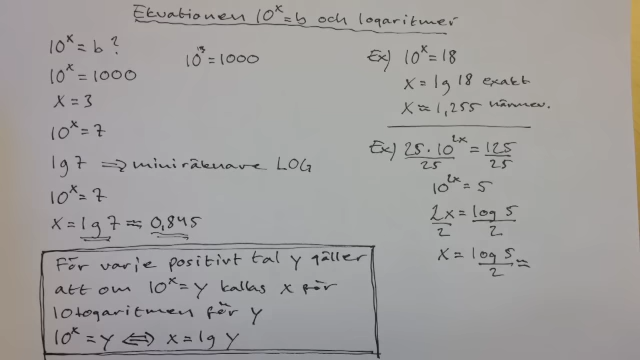 Ekvationen 10^x = b och logaritmer
10^x = b ?
10^x = 1000
x = 3
10^x = 7
lg 7 ⇒ miniräknare LOG
10^x = 7
x = lg 7 ≈ 0,845
För varje positivt tal y gäller
att om 10^x = y kallas x för
10logaritmen för y
10^x = y ⇔ x = lg y
= 1000
Ex) 10^x = 18
x = lg 18 exakt
x ≈ 1,255 närmev.
Ex) 25 · 10^2x / 25 = 125 / 25
10^2x = 5
2x / 2 = log 5 / 2
x = log 5 / 2 ≈